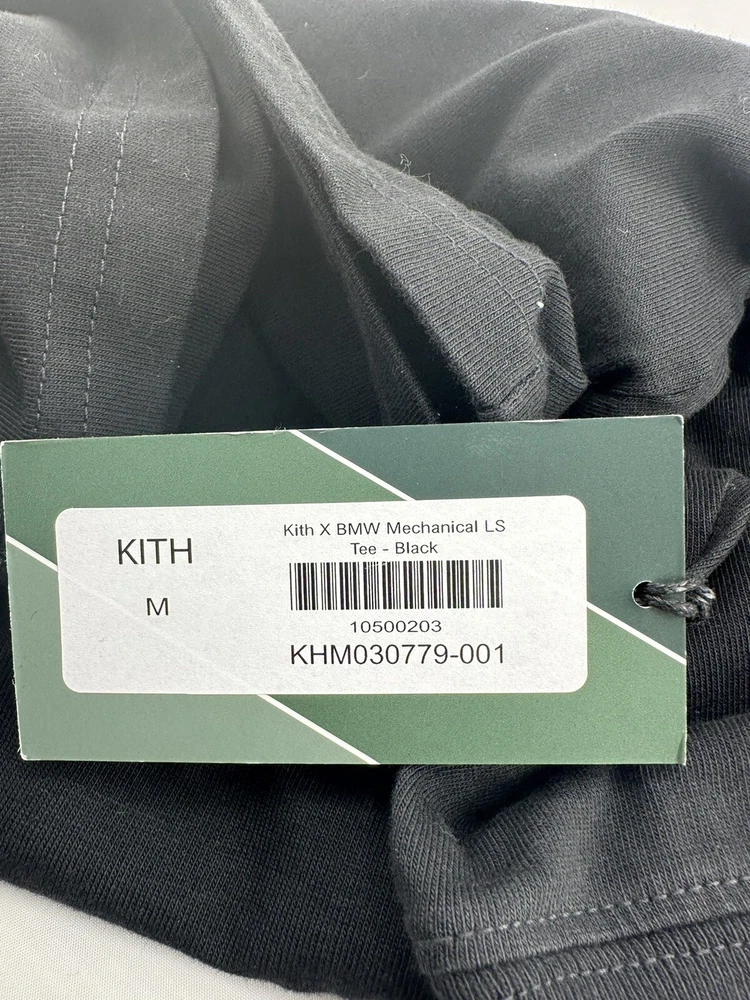 KITH
M
Kith X BMW Mechanical LS
Tee - Black
10500203
KHM030779-001